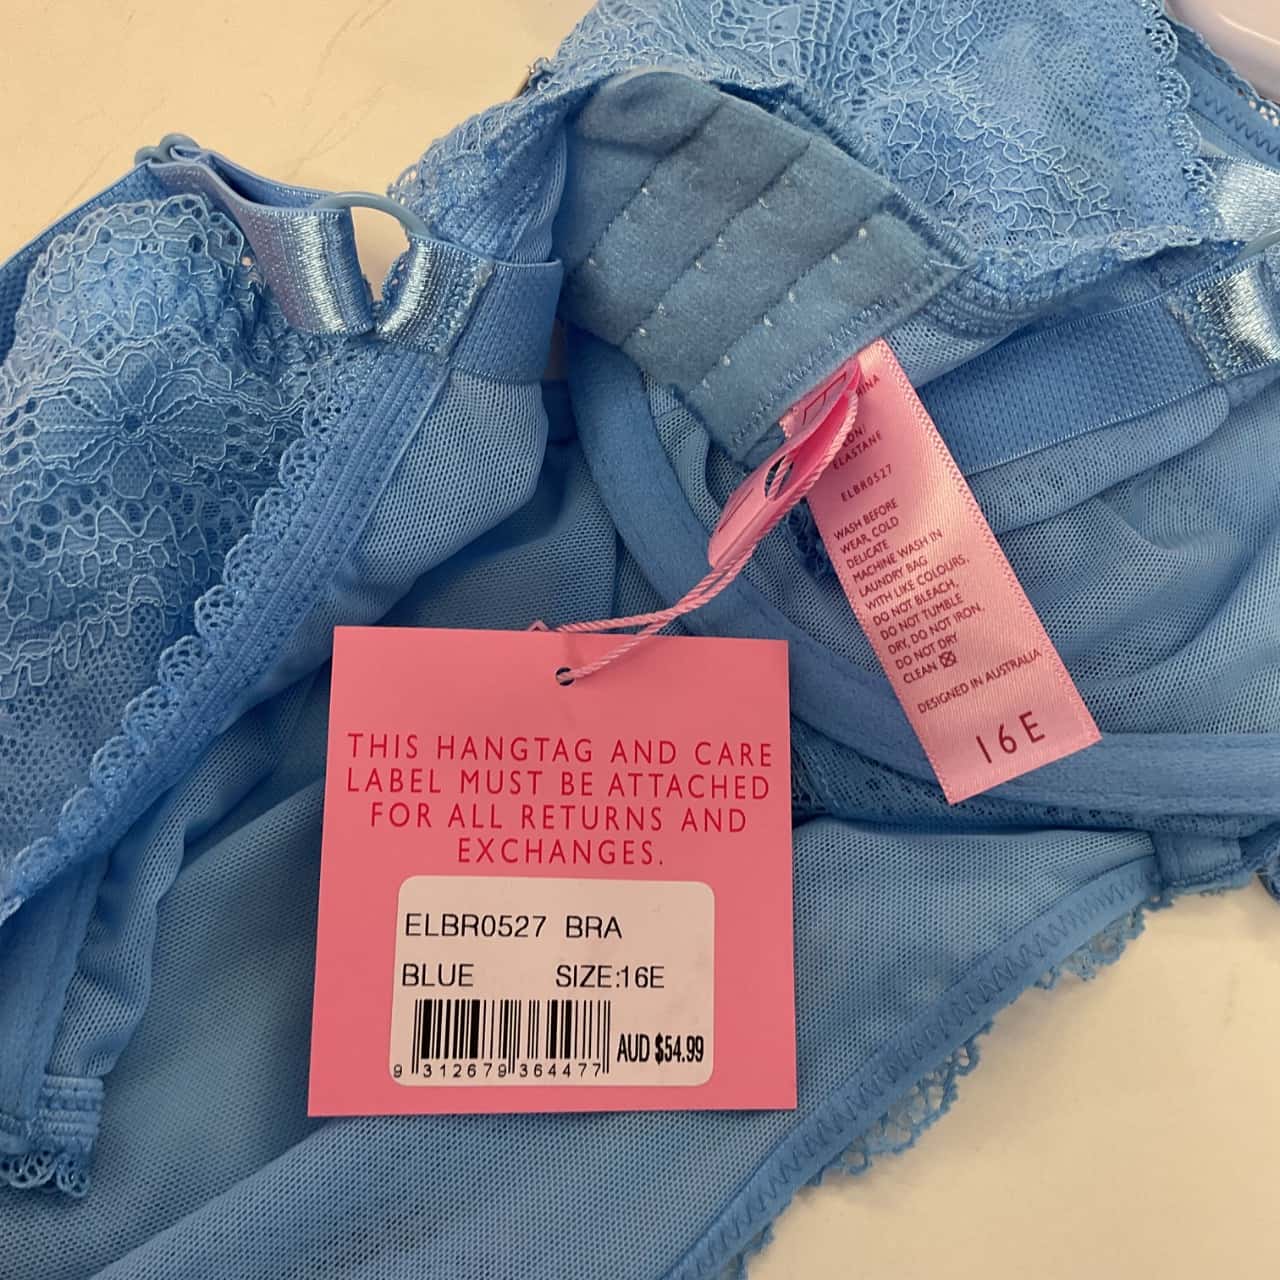 INA
ELASTANE
ELBR0527
WASH BEFORE
WEAR, COLD
DELICATE
MACHINE WASH IN
LAUNDRY BAG
WITH LIKE COLOURS,
DO NOT BLEACH,
DO NOT TUMBLE
DRY, DO NOT IRON,
DO NOT DRY
CLEAN
DESIGNED IN AUSTRALIA
16E
THIS HANGTAG AND CARE
LABEL MUST BE ATTACHED
FOR ALL RETURNS AND
EXCHANGES.
ELBR0527 BRA
BLUE SIZE:16E
AUD $54.99
9 312679 364477